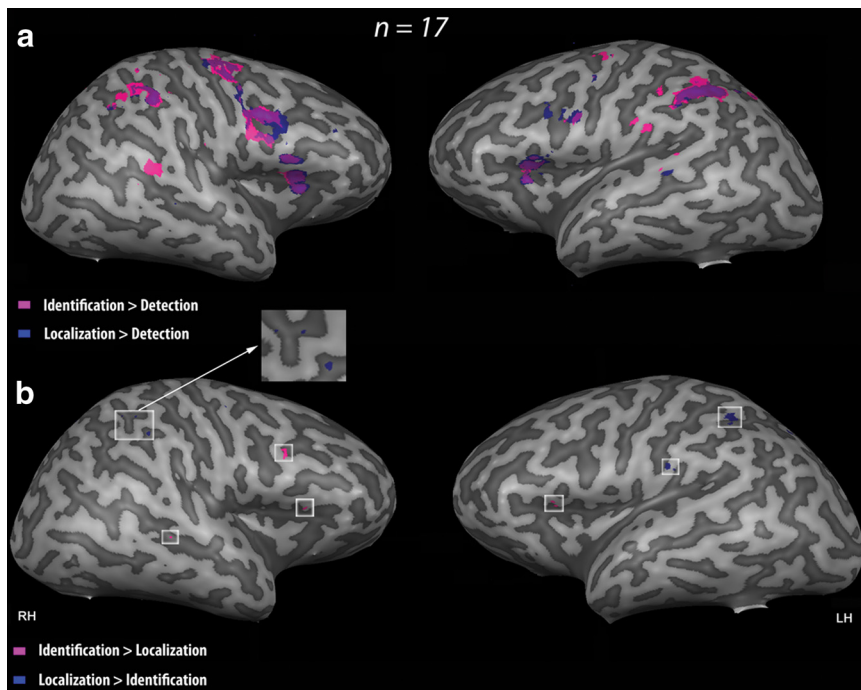 n = 17
a
Identification > Detection
Localization > Detection
b
RH
LH
Identification > Localization
Localization > Identification